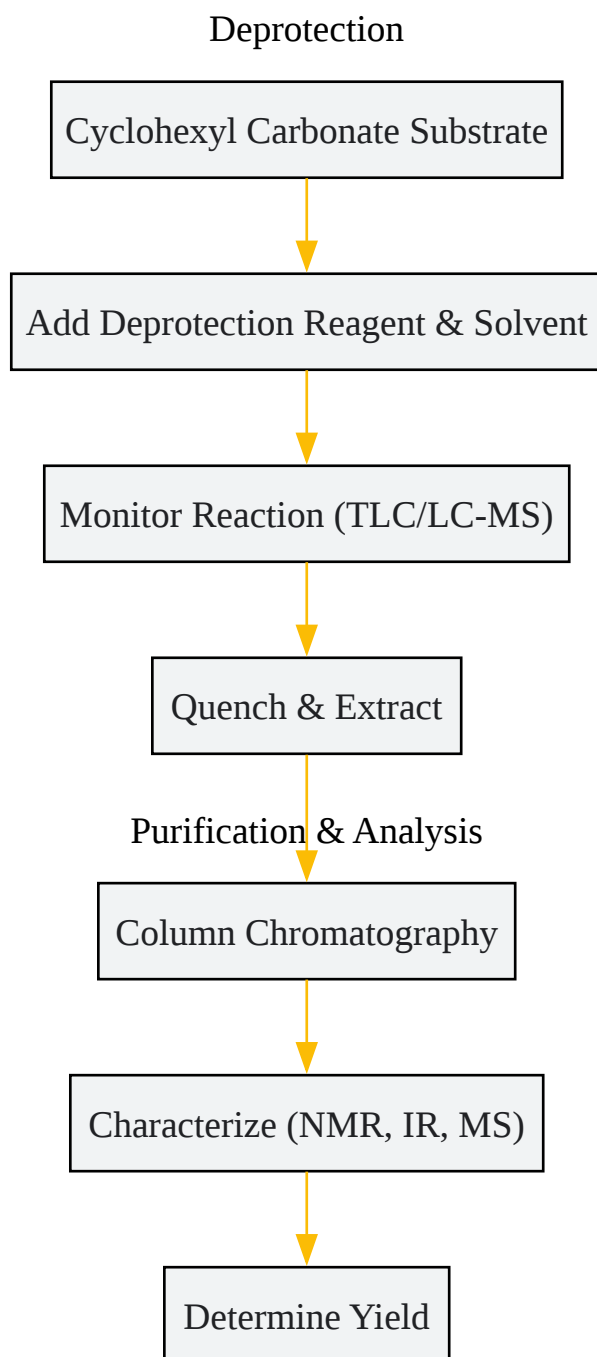 Deprotection
Cyclohexyl Carbonate Substrate
Add Deprotection Reagent & Solvent
Monitor Reaction (TLC/LC-MS)
Quench & Extract
Purification & Analysis
Column Chromatography
Characterize (NMR, IR, MS)
Determine Yield